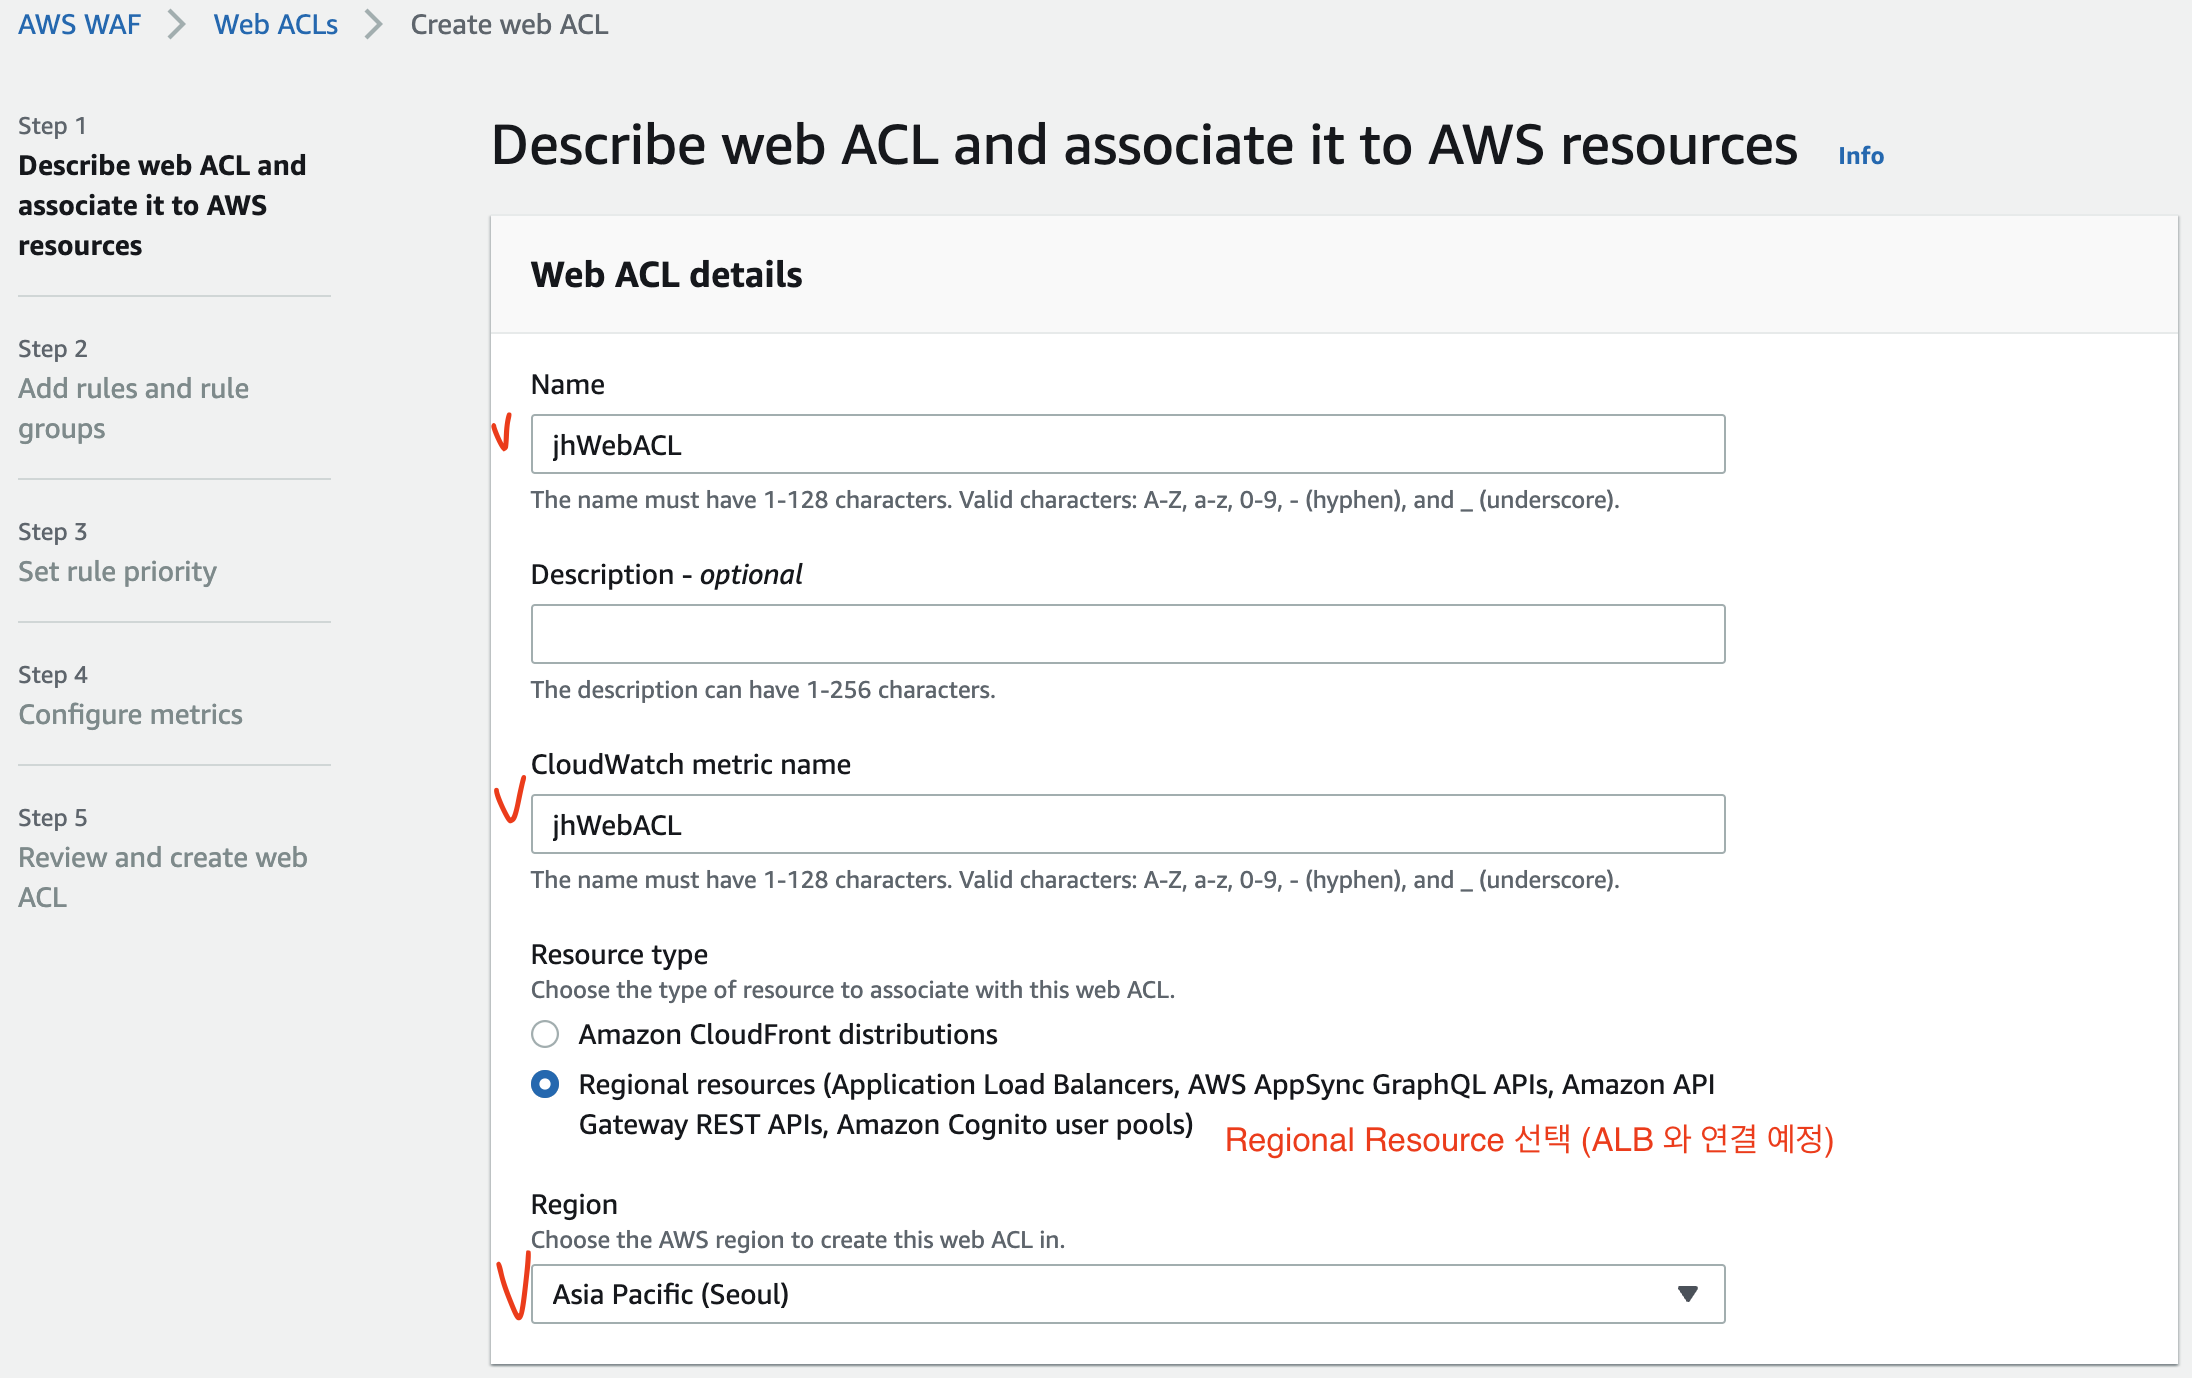 AWS WAF > Web ACLs > Create web ACL
Step 1
Describe web ACL and
associate it to AWS
resources
Step 2
Add rules and rule
groups
Step 3
Set rule priority
Step 4
Configure metrics
Step 5
Review and create web
ACL
Describe web ACL and associate it to AWS resources Info
Web ACL details
Name
jhWebACL
The name must have 1-128 characters. Valid characters: A-Z, a-z, 0-9, - (hyphen), and _ (underscore).
Description - optional
The description can have 1-256 characters.
CloudWatch metric name
jhWebACL
The name must have 1-128 characters. Valid characters: A-Z, a-z, 0-9, - (hyphen), and _ (underscore).
Resource type
Choose the type of resource to associate with this web ACL.
Amazon CloudFront distributions
Regional resources (Application Load Balancers, AWS AppSync GraphQL APIs, Amazon API
Gateway REST APIs, Amazon Cognito user pools)
Regional Resource 선택 (ALB 와 연결 예정)
Region
Choose the AWS region to create this web ACL in.
Asia Pacific (Seoul)